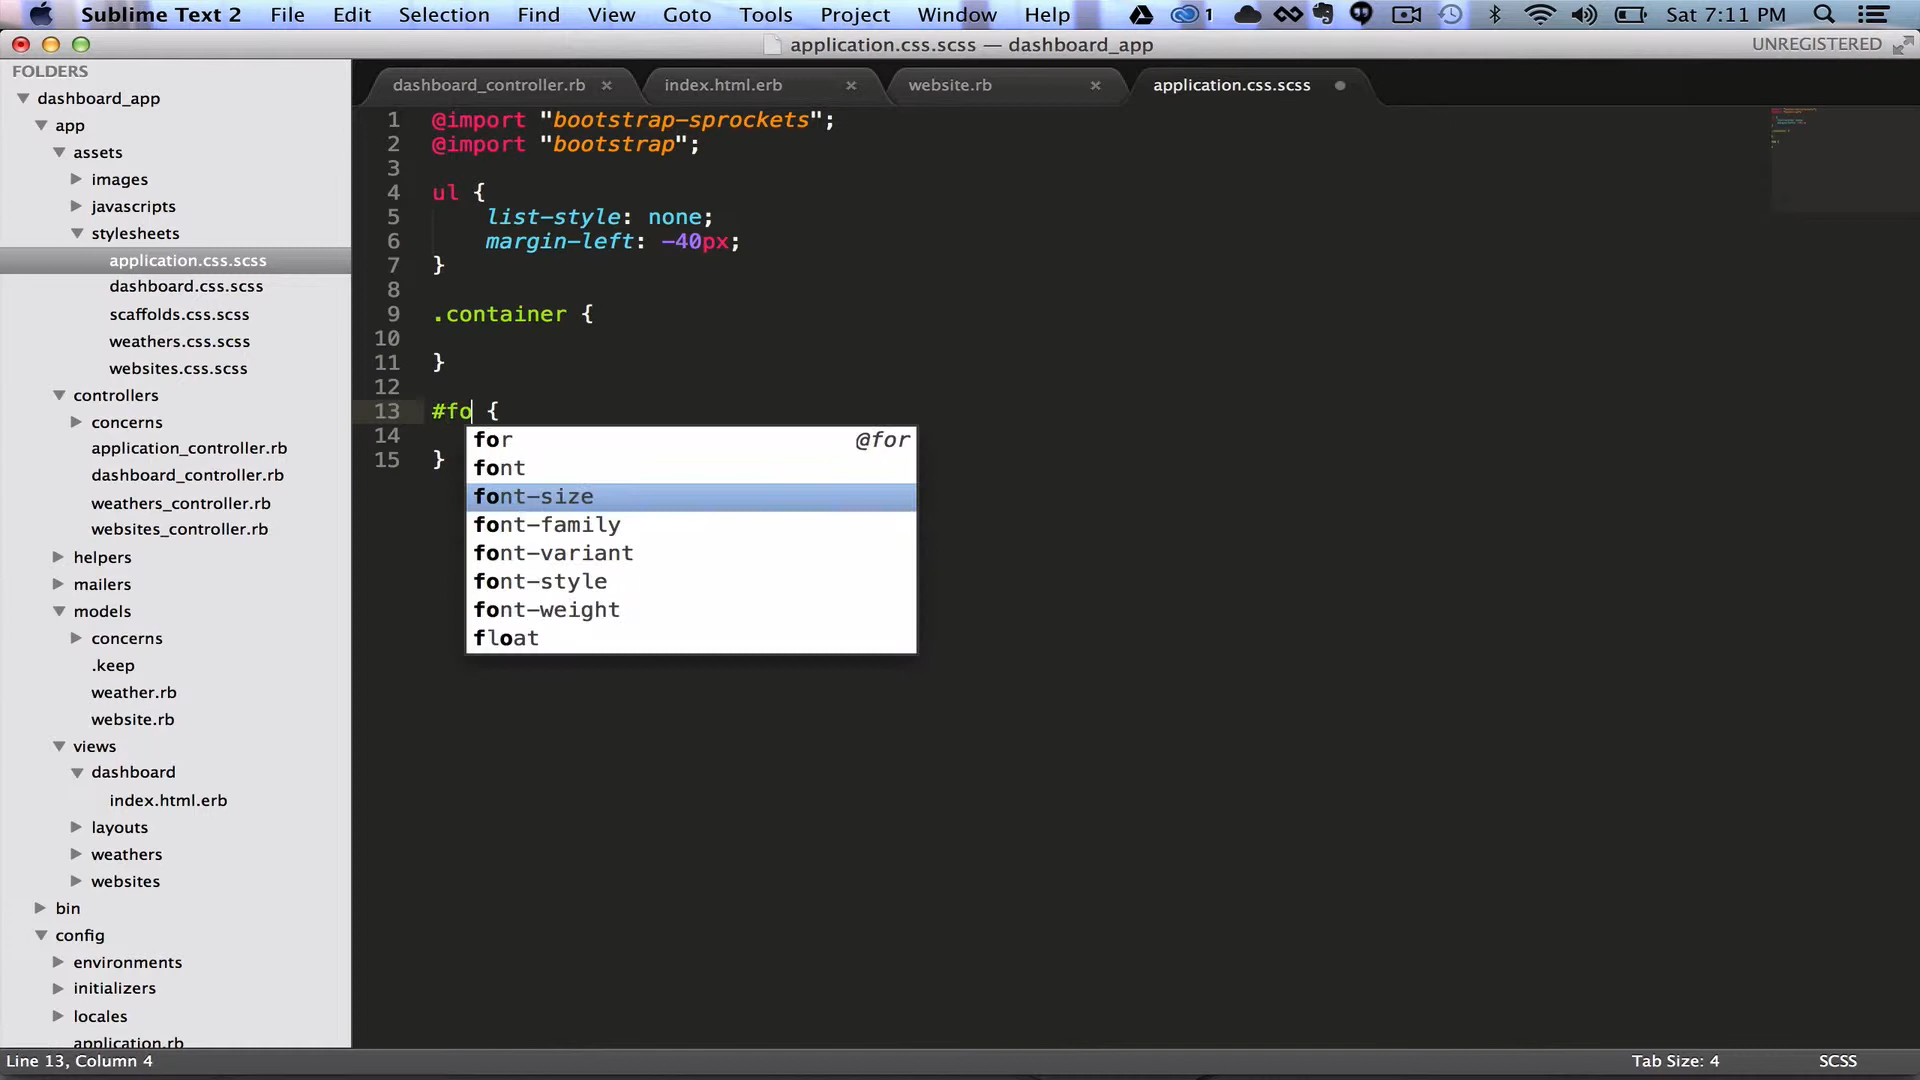 Sublime Text 2 File Edit Selection Find View Goto Tools Project Window Help 1 Sat 7:11 PM
application.css.scss — dashboard_app UNREGISTERED
FOLDERS
dashboard_app
app
assets
images
javascripts
stylesheets
application.css.scss
dashboard.css.scss
scaffolds.css.scss
weathers.css.scss
websites.css.scss
controllers
concerns
application_controller.rb
dashboard_controller.rb
weathers_controller.rb
websites_controller.rb
helpers
mailers
models
concerns
.keep
weather.rb
website.rb
views
dashboard
index.html.erb
layouts
weathers
websites
bin
config
environments
initializers
locales
application.rb
dashboard_controller.rb × index.html.erb × website.rb × application.css.scss
1 @import "bootstrap-sprockets";
2 @import "bootstrap";
3
4 ul {
5 list-style: none;
6 margin-left: -40px;
7 }
8
9 .container {
10
11 }
12
13 #fo {
14
15 }
for @for
font
font-size
font-family
font-variant
font-style
font-weight
float
Line 13, Column 4 Tab Size: 4 SCSS